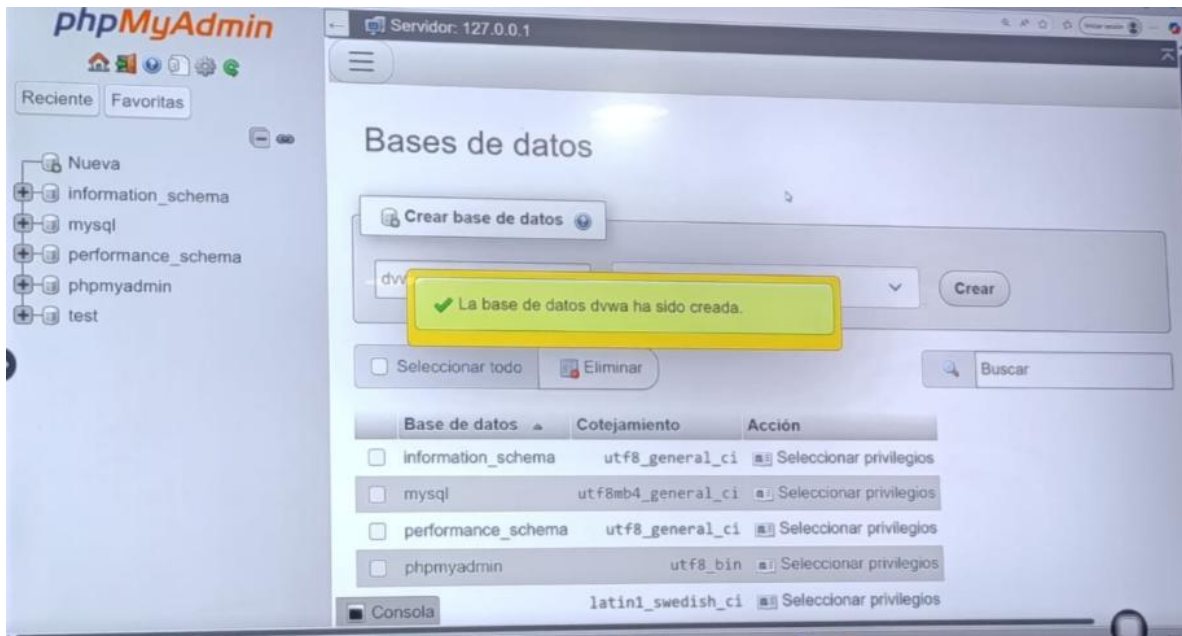 phpMyAdmin
Reciente Favoritas
Nueva
information_schema
mysql
performance_schema
phpmyadmin
test
Servidor: 127.0.0.1
Bases de datos
Crear base de datos
dvw
Crear
La base de datos dvwa ha sido creada.
Seleccionar todo Eliminar
Buscar
Base de datos Cotejamiento Acción
information_schema utf8_general_ci Seleccionar privilegios
mysql utf8mb4_general_ci Seleccionar privilegios
performance_schema utf8_general_ci Seleccionar privilegios
phpmyadmin utf8_bin Seleccionar privilegios
latin1_swedish_ci Seleccionar privilegios
Consola